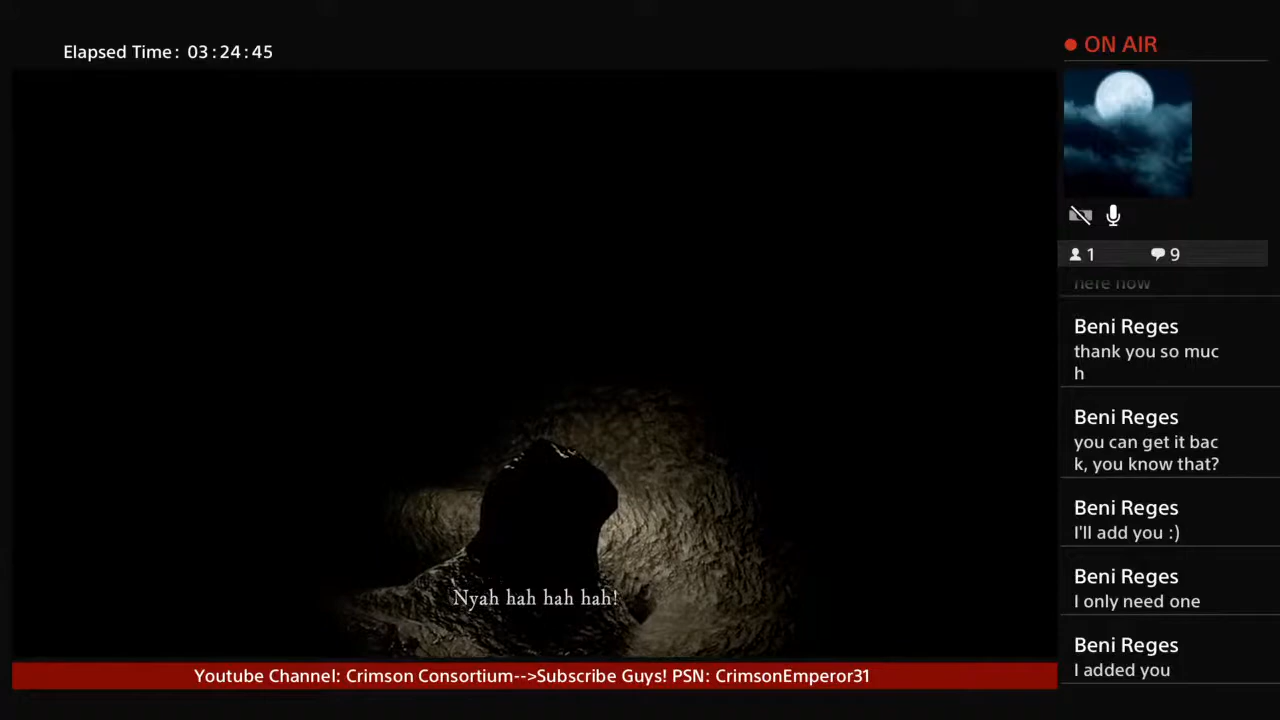 Elapsed Time: 03:24:45
ON AIR
1
9
here now
Beni Reges
thank you so muc
h
Beni Reges
you can get it bac
k, you know that?
Beni Reges
I'll add you :)
Beni Reges
I only need one
Beni Reges
I added you
Nyah hah hah hah!
Youtube Channel: Crimson Consortium-->Subscribe Guys! PSN: CrimsonEmperor31